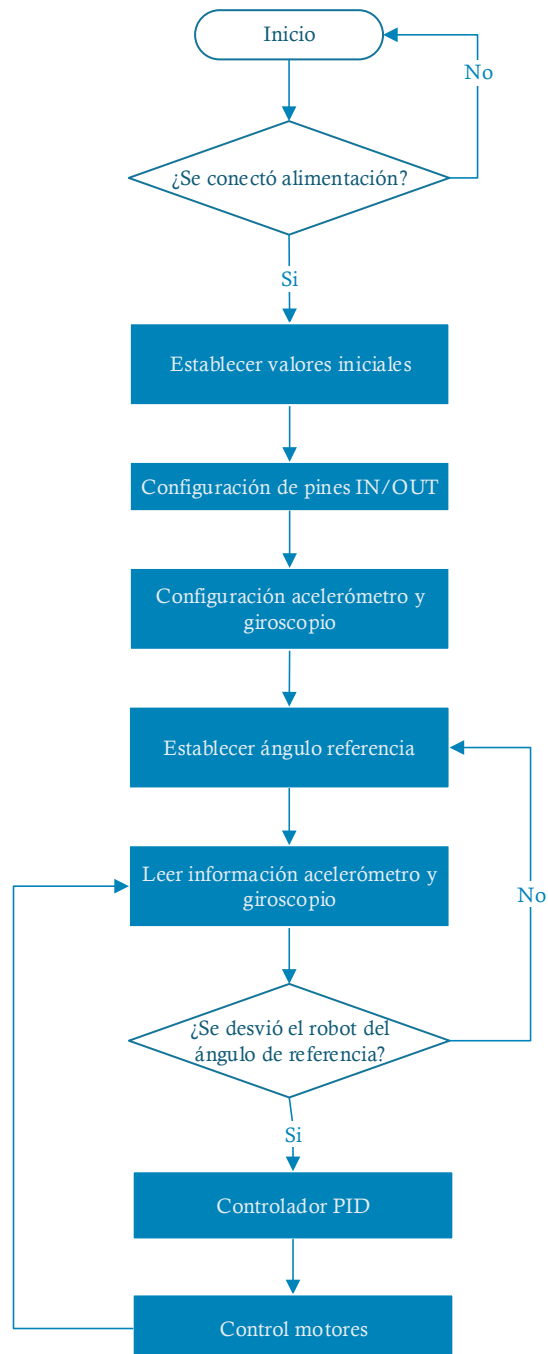 Inicio
No
¿Se conectó alimentación?
Si
Establecer valores iniciales
Configuración de pines IN/OUT
Configuración acelerómetro y
giroscopio
Establecer ángulo referencia
Leer información acelerómetro y
giroscopio
No
¿Se desvió el robot del
ángulo de referencia?
Si
Controlador PID
Control motores